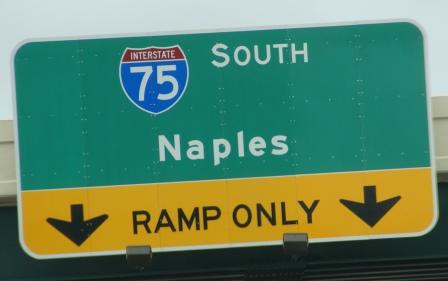 INTERSTATE
75 SOUTH
Naples
RAMP ONLY